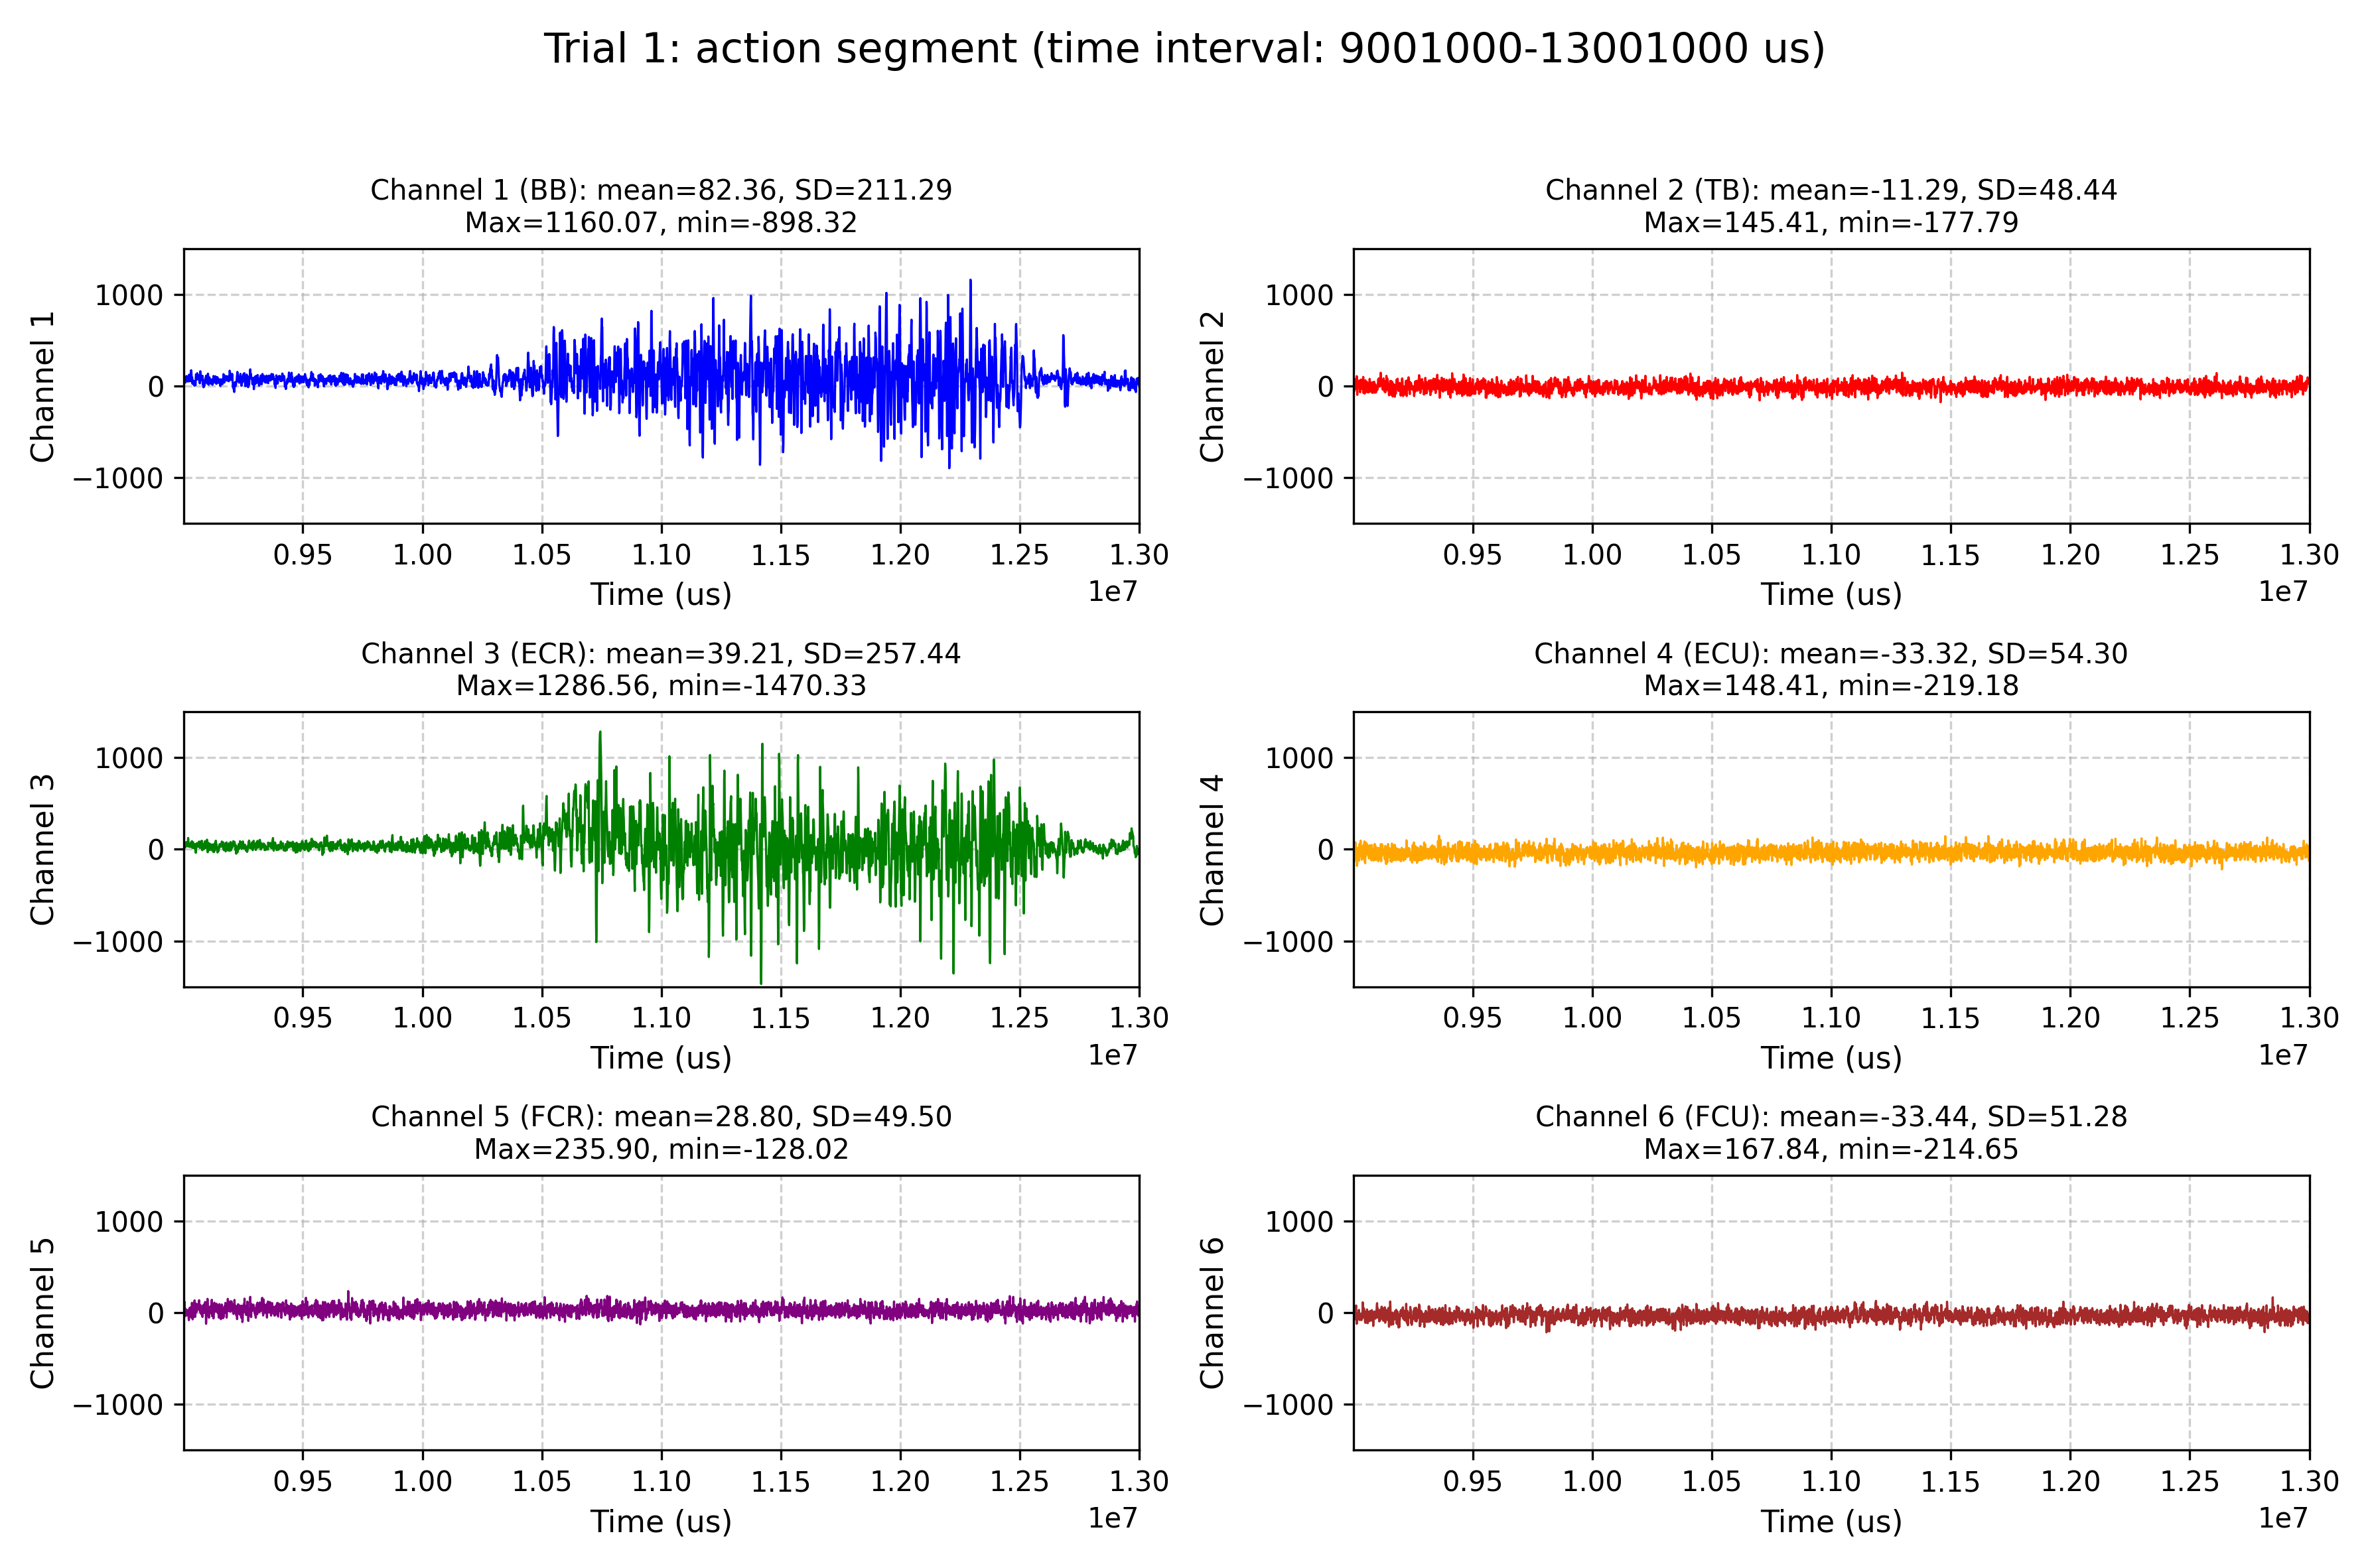 Trial 1: action segment (time interval: 9001000-13001000 us)
Channel 1 (BB): mean=82.36, SD=211.29
Max=1160.07, min=-898.32
Channel 1
1000
0
−1000
0.95 1.00 1.05 1.10 1.15 1.20 1.25 1.30
Time (us)
1e7
Channel 2 (TB): mean=-11.29, SD=48.44
Max=145.41, min=-177.79
Channel 2
1000
0
−1000
0.95 1.00 1.05 1.10 1.15 1.20 1.25 1.30
Time (us)
1e7
Channel 3 (ECR): mean=39.21, SD=257.44
Max=1286.56, min=-1470.33
Channel 3
1000
0
−1000
0.95 1.00 1.05 1.10 1.15 1.20 1.25 1.30
Time (us)
1e7
Channel 4 (ECU): mean=-33.32, SD=54.30
Max=148.41, min=-219.18
Channel 4
1000
0
−1000
0.95 1.00 1.05 1.10 1.15 1.20 1.25 1.30
Time (us)
1e7
Channel 5 (FCR): mean=28.80, SD=49.50
Max=235.90, min=-128.02
Channel 5
1000
0
−1000
0.95 1.00 1.05 1.10 1.15 1.20 1.25 1.30
Time (us)
1e7
Channel 6 (FCU): mean=-33.44, SD=51.28
Max=167.84, min=-214.65
Channel 6
1000
0
−1000
0.95 1.00 1.05 1.10 1.15 1.20 1.25 1.30
Time (us)
1e7